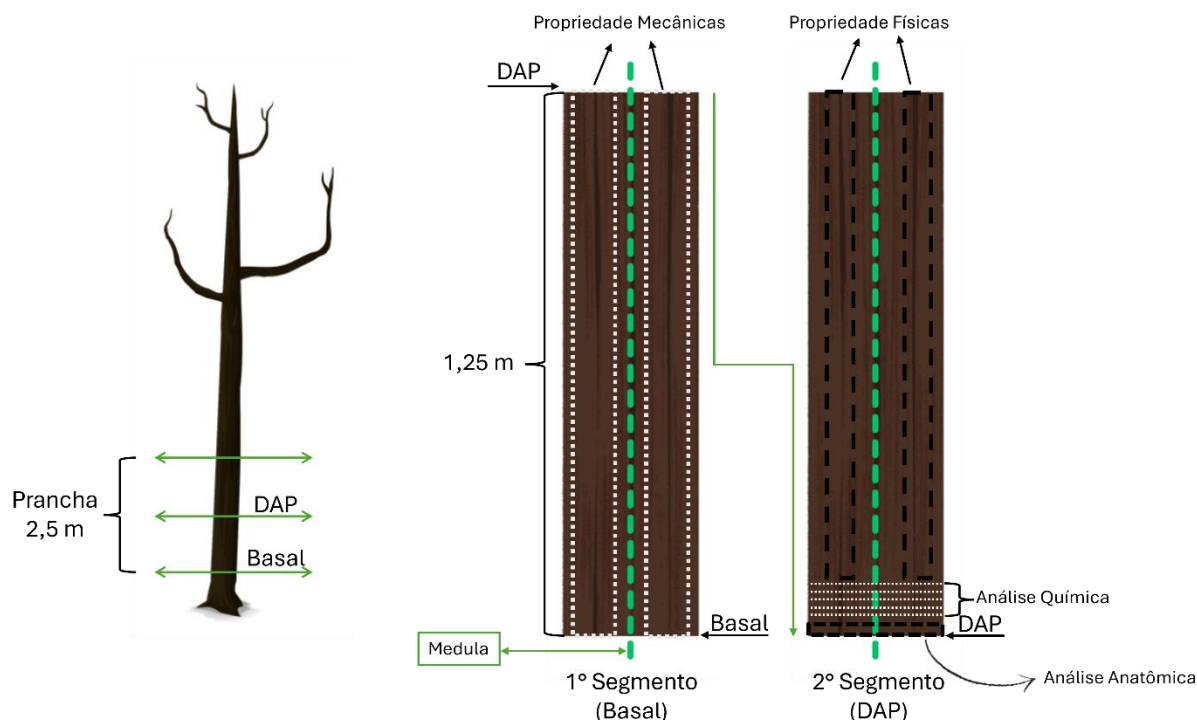 Prancha
2,5 m
DAP
Basal
Propriedade Mecânicas
DAP
1,25 m
Basal
Medula
1° Segmento
(Basal)
Propriedade Físicas
Análise Química
DAP
Análise Anatômica
2° Segmento
(DAP)